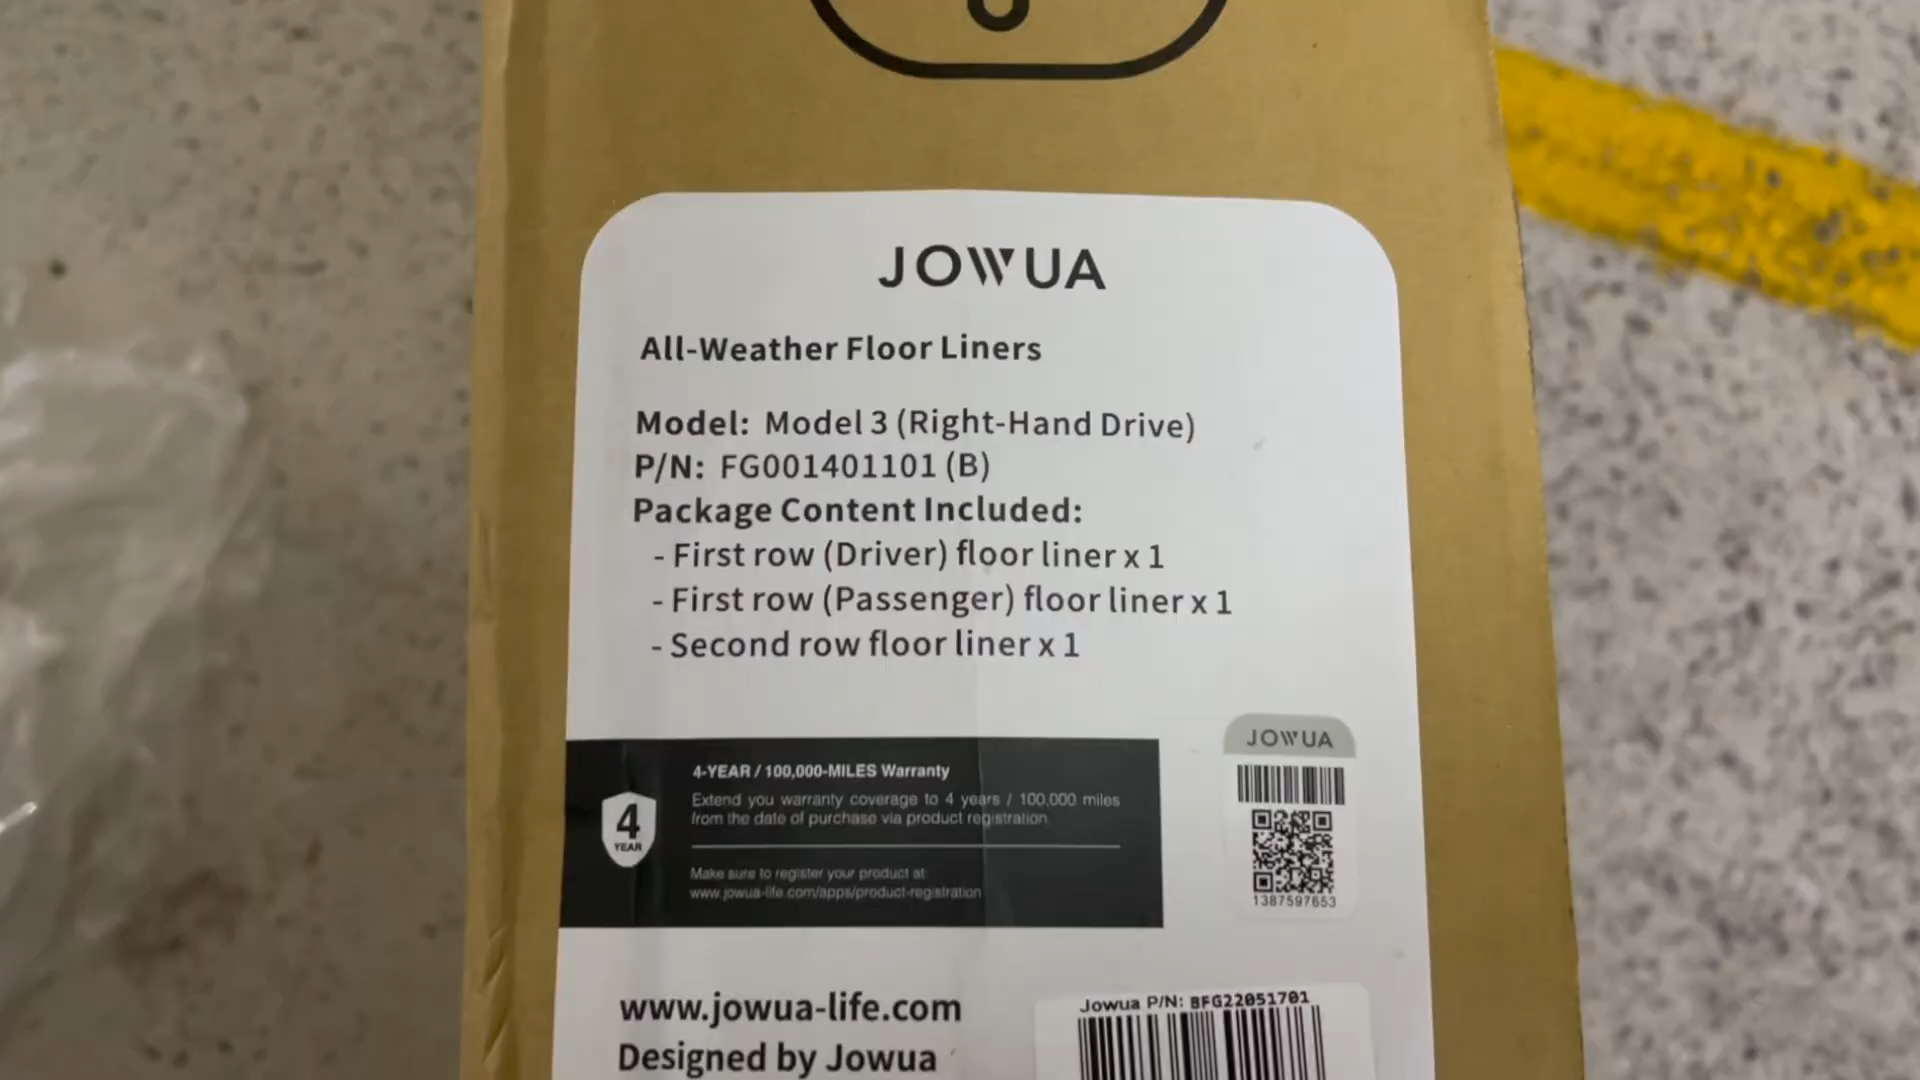 JOWUA
All-Weather Floor Liners
Model: Model 3 (Right-Hand Drive)
P/N: FG001401101 (B)
Package Content Included:
- First row (Driver) floor liner x 1
- First row (Passenger) floor liner x 1
- Second row floor liner x 1
4-YEAR / 100,000-MILES Warranty
Extend you warranty coverage to 4 years / 100,000 miles
from the date of purchase via product registration
4
YEAR
Make sure to register your product at:
www.jowua-life.com/apps/product-registration
JOWUA
1387597653
www.jowua-life.com
Designed by Jowua
Jowua P/N: BFG22051701